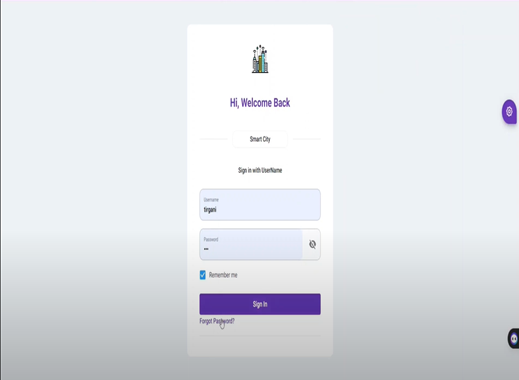 Hi, Welcome Back
Smart City
Sign in with UserName
Username
tirgani
Password
•••
Remember me
Sign In
Forgot Password?